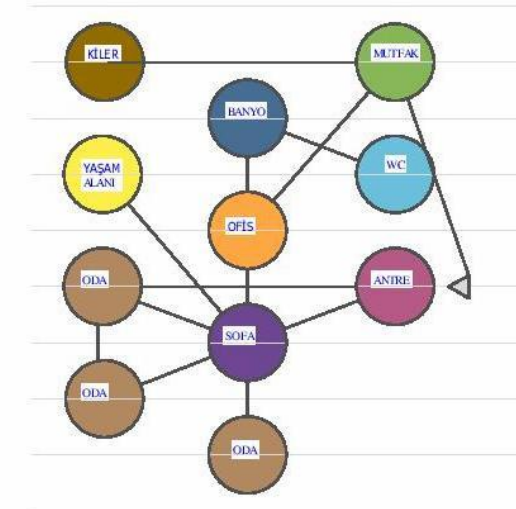 KİLER
MUTFAK
BANYO
YAŞAM
ALANI
WC
OFİS
ODA
ANTRE
SOFA
ODA
ODA